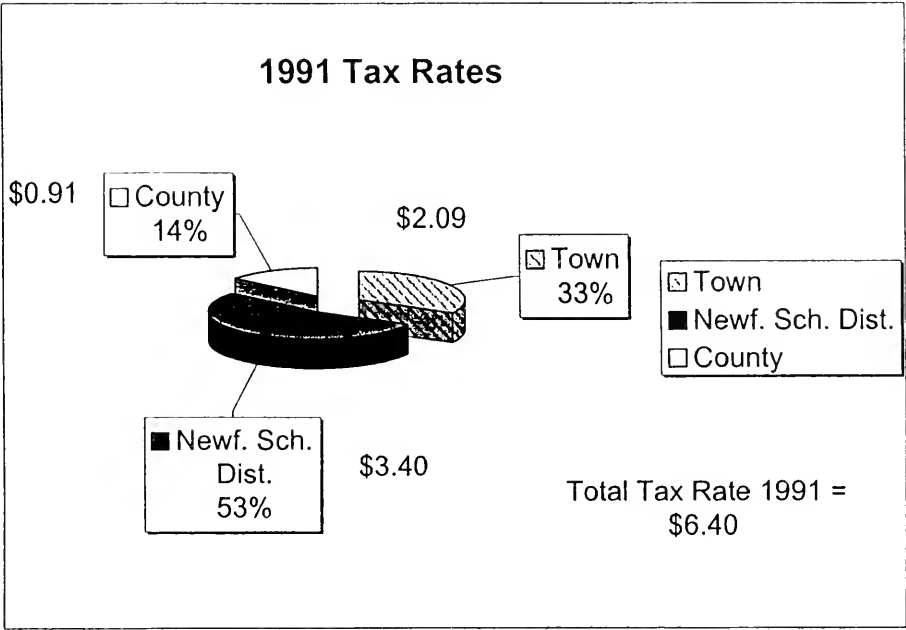 1991 Tax Rates
$0.91
County
14%
$2.09
Town
33%
Town
Newf. Sch. Dist.
County
Newf. Sch.
Dist.
53%
$3.40
Total Tax Rate 1991 =
$6.40